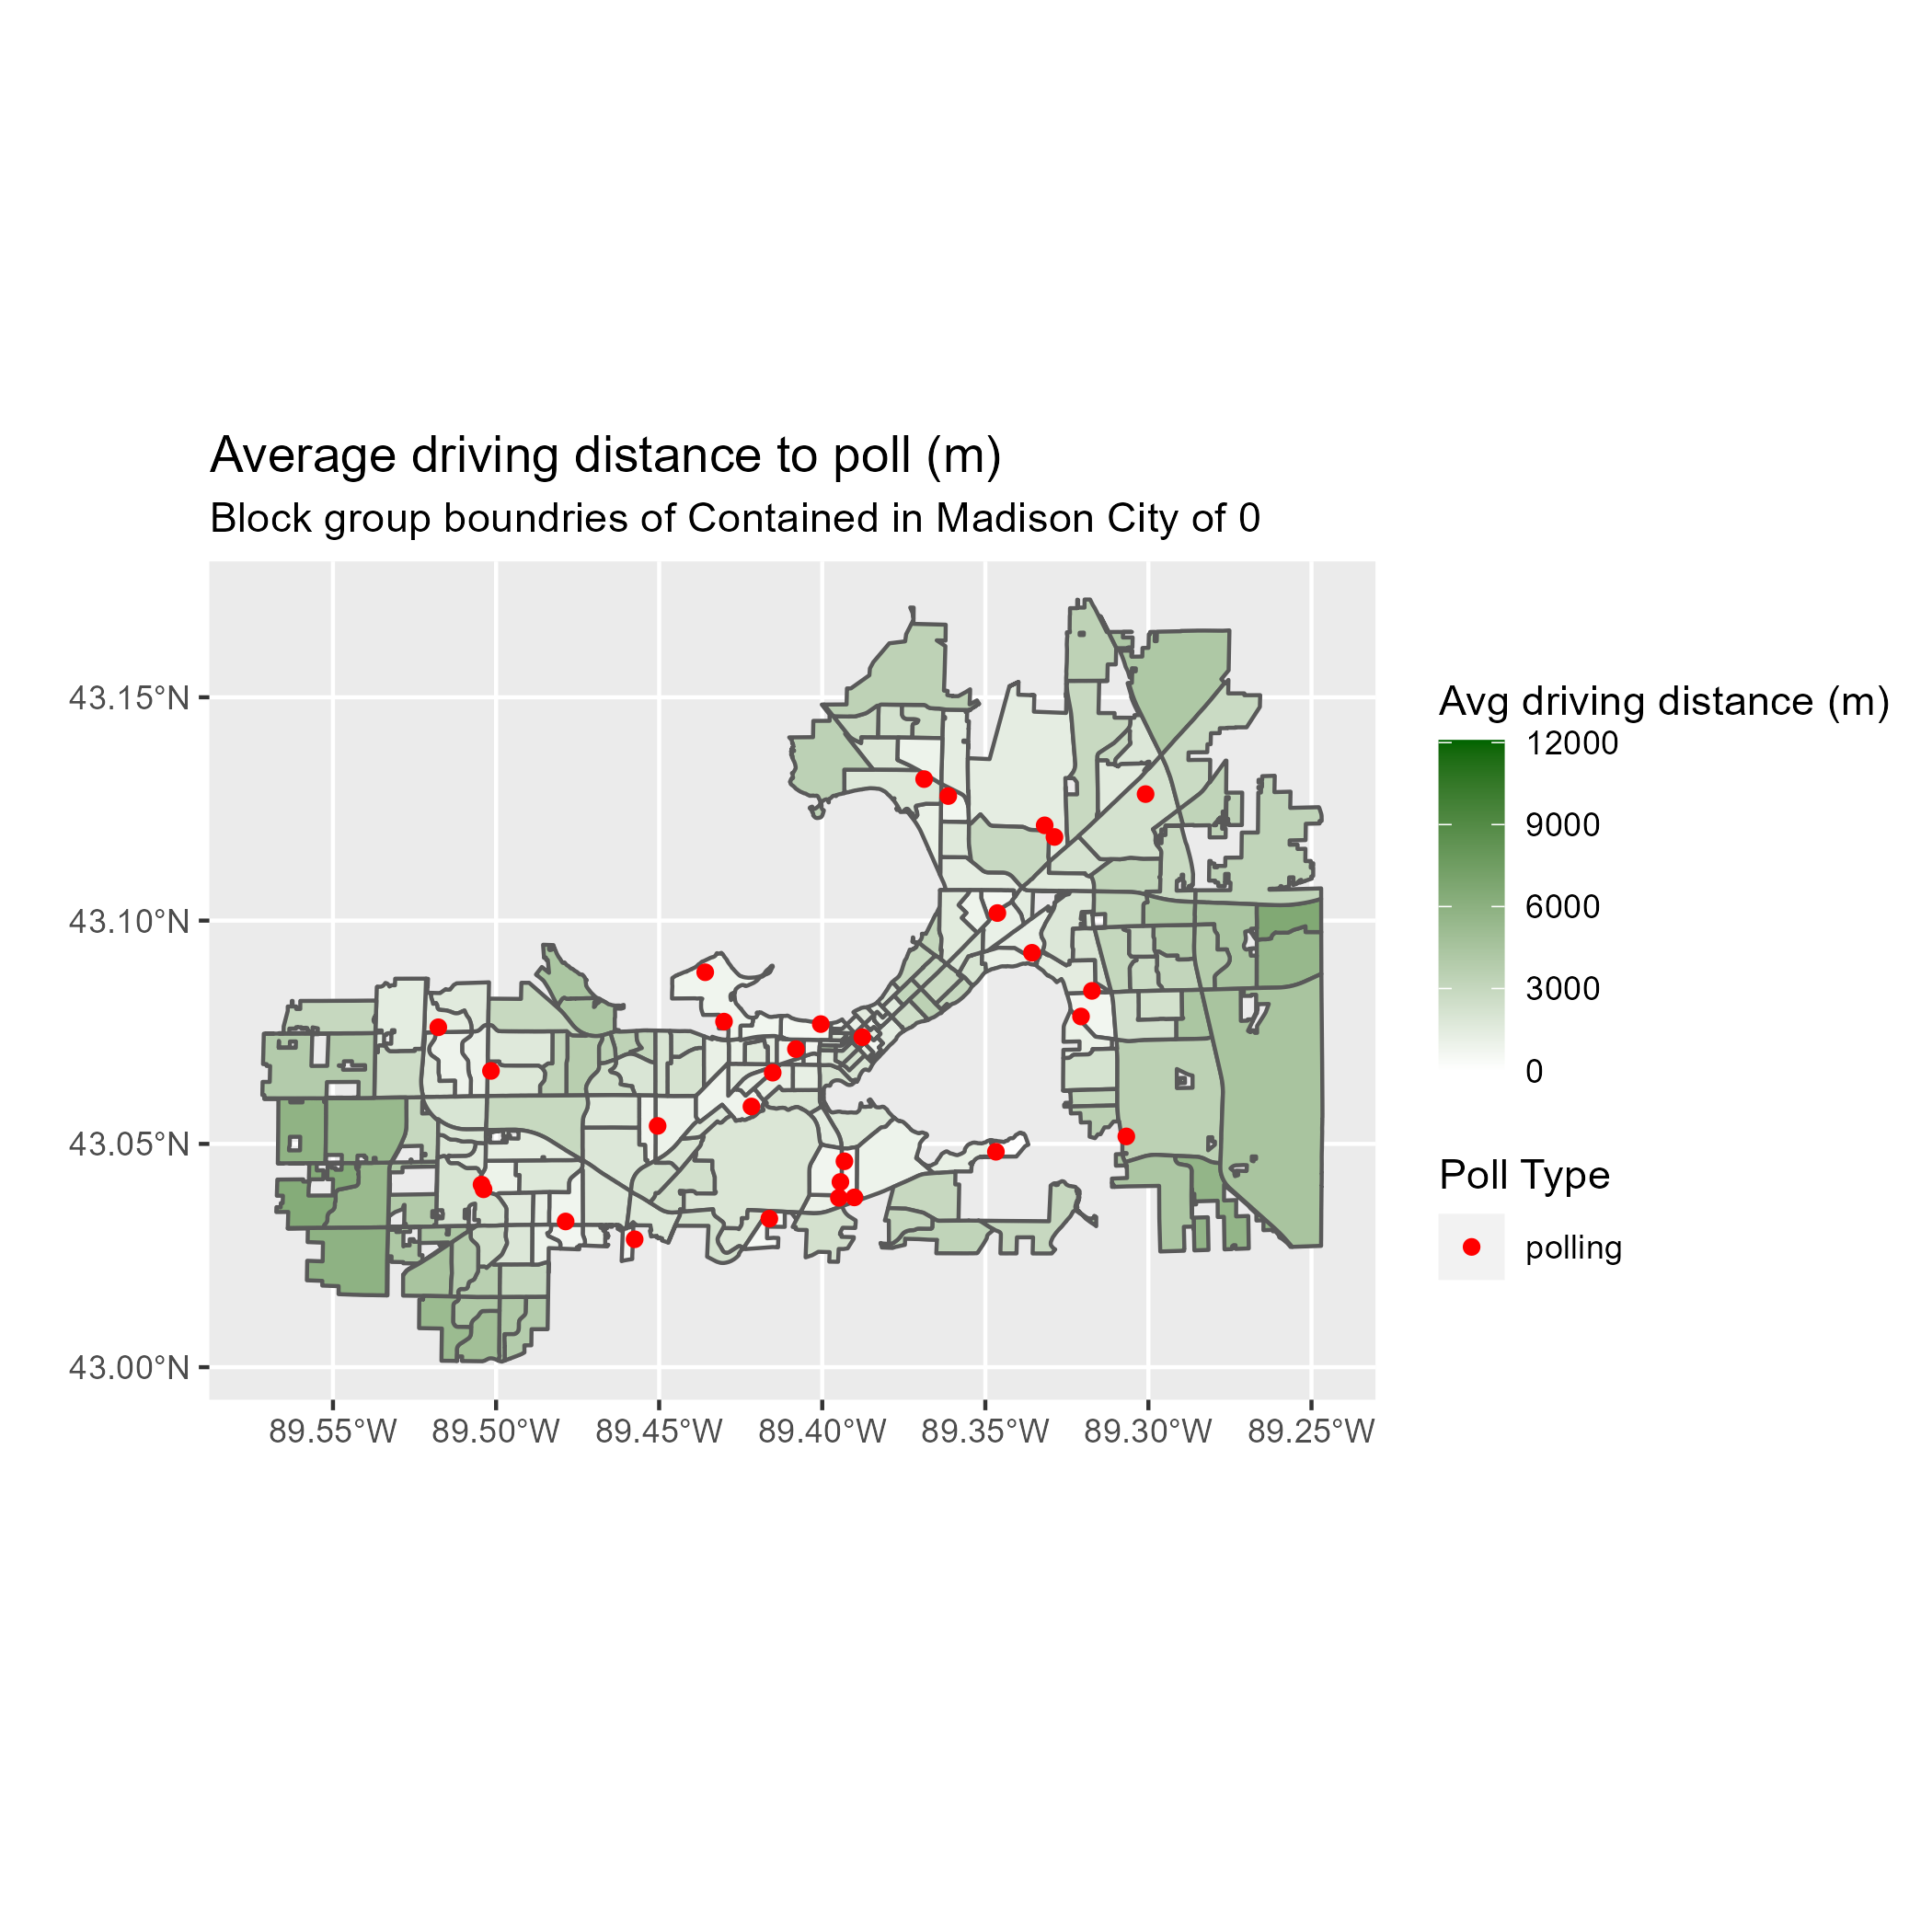 Average driving distance to poll (m)
Block group boundries of Contained in Madison City of 0
43.15°N
43.10°N
43.05°N
43.00°N
89.55°W
89.50°W
89.45°W
89.40°W
89.35°W
89.30°W
89.25°W
Avg driving distance (m)
12000
9000
6000
3000
0
Poll Type
polling